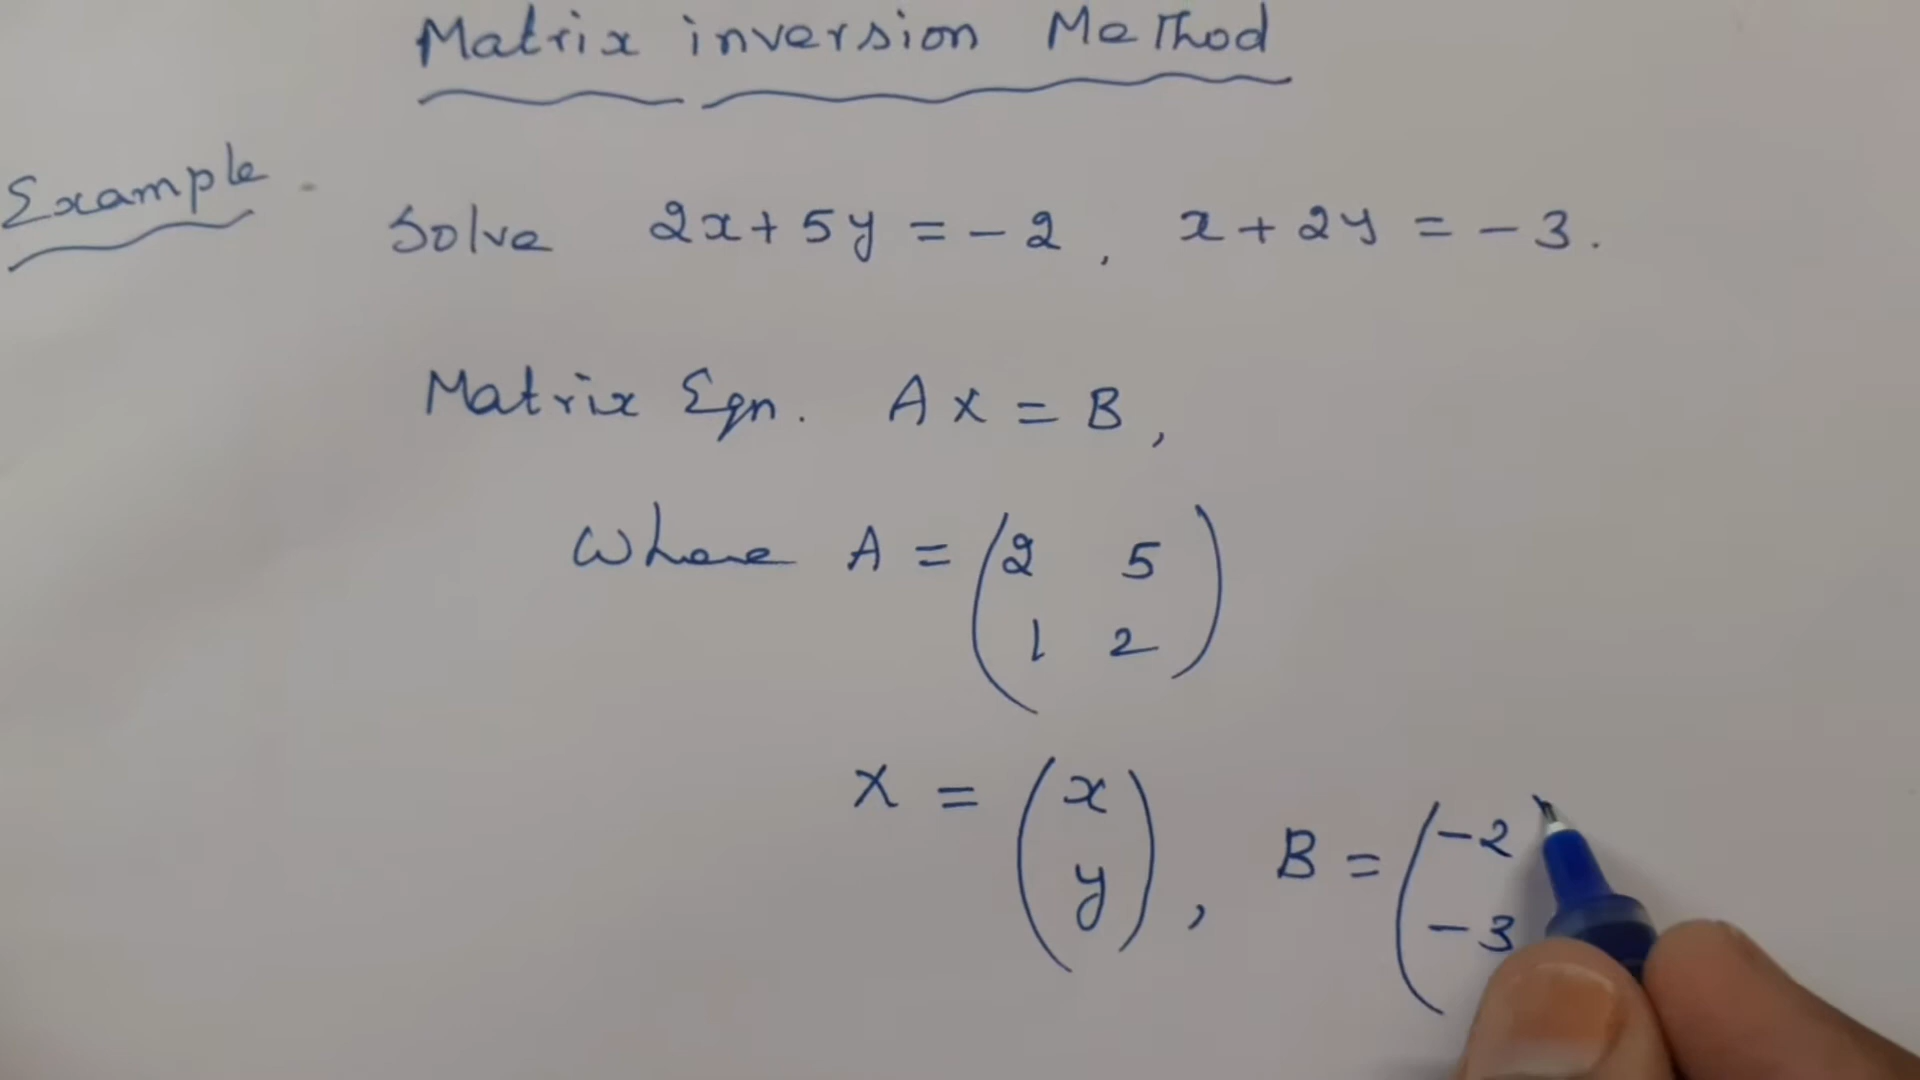 Matrix inversion Method
Example.
Solve 2x+5y=-2, x+2y=-3.
Matrix Eqn. AX=B,
Where A = (2 5
1 2)
X = (x
y), B = (-2
-3